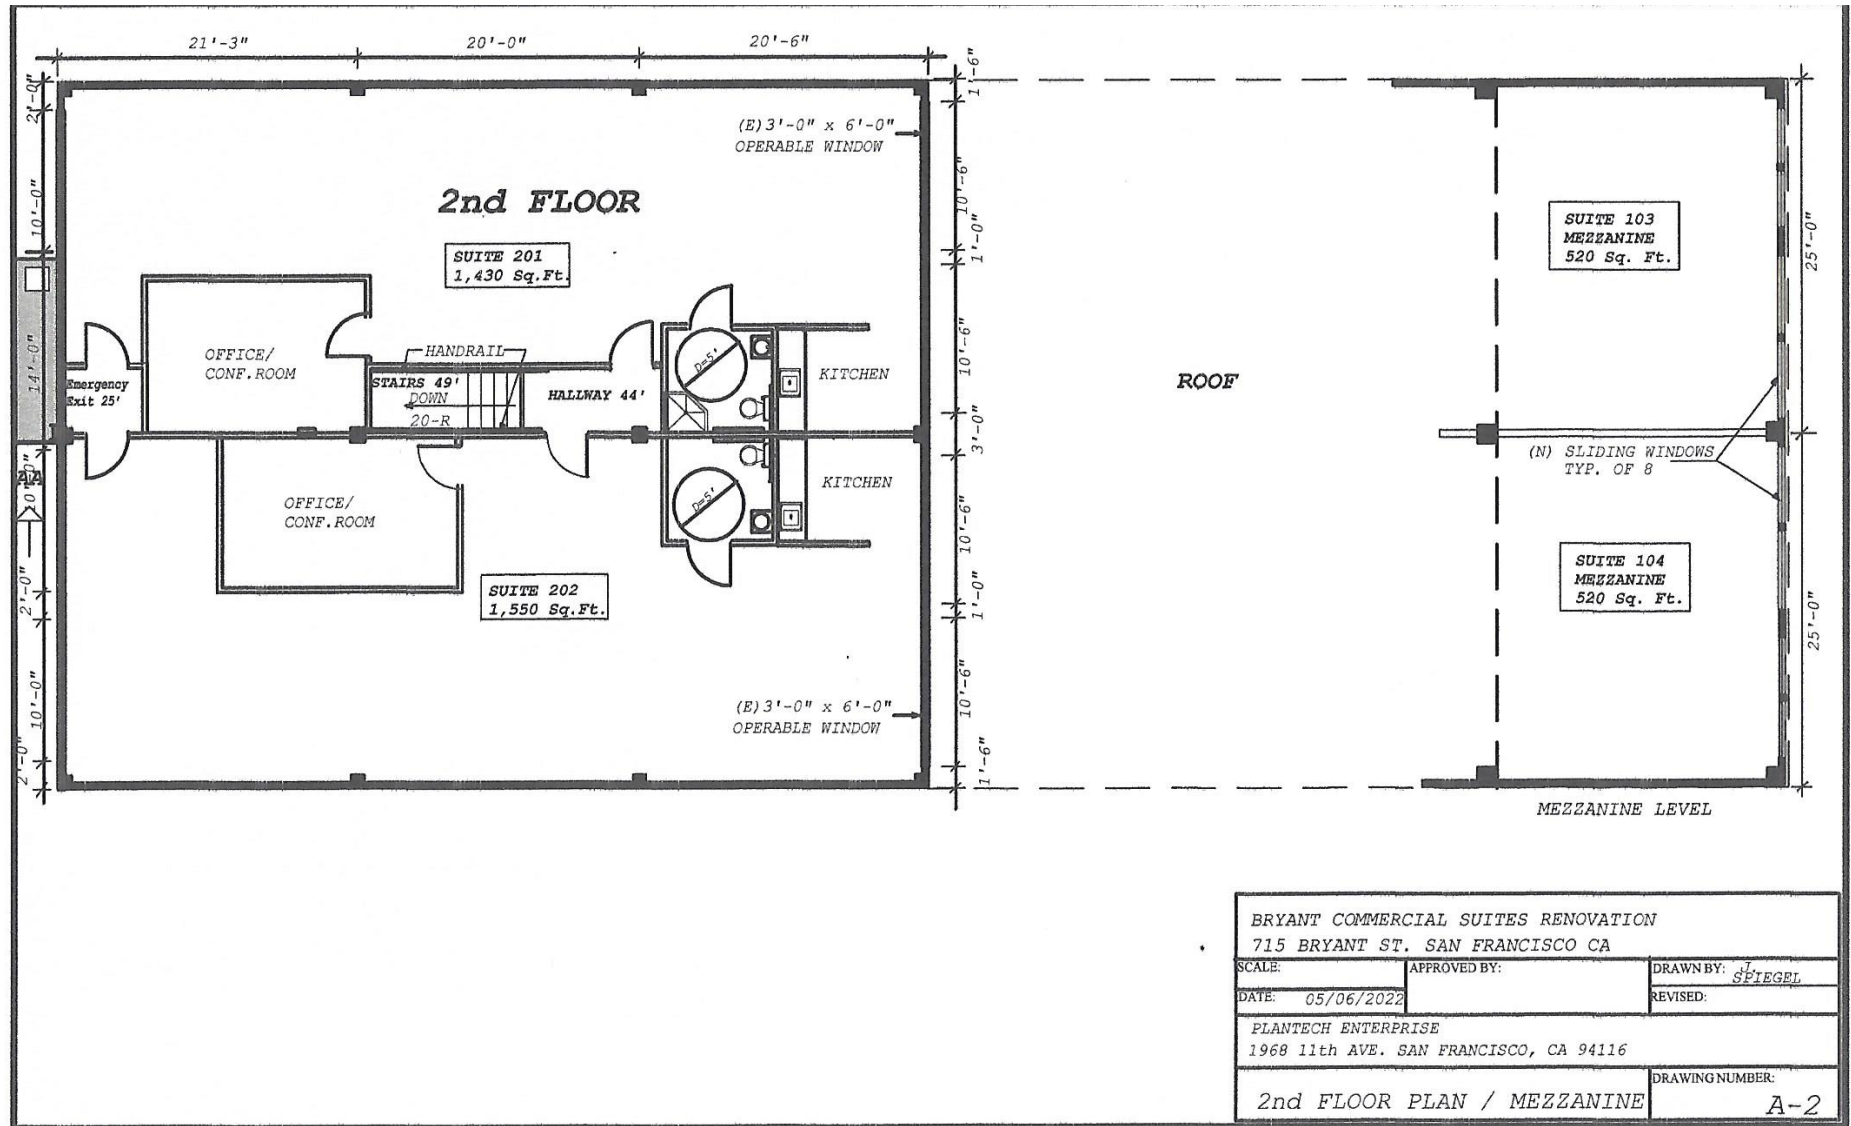 21'-3"
20'-0"
20'-6"
2'-0"
10'-0"
14'-0"
10'-0"
2'-0"
10'-0"
2'-0"
1'-6"
10'-6"
1'-0"
10'-6"
3'-0"
10'-6"
1'-0"
10'-6"
1'-6"
(E)3'-0" x 6'-0"
OPERABLE WINDOW
2nd FLOOR
SUITE 201
1,430 Sq.Ft.
OFFICE/
CONF.ROOM
HANDRAIL
Emergency
Exit 25'
STAIRS 49'
DOWN
20-R
HALLWAY 44'
D=5'
KITCHEN
AA
OFFICE/
CONF.ROOM
D=5'
KITCHEN
SUITE 202
1,550 Sq.Ft.
(E)3'-0" x 6'-0"
OPERABLE WINDOW
ROOF
SUITE 103
MEZZANINE
520 Sq. Ft.
25'-0"
(N) SLIDING WINDOWS
TYP. OF 8
SUITE 104
MEZZANINE
520 Sq. Ft.
25'-0"
MEZZANINE LEVEL
BRYANT COMMERCIAL SUITES RENOVATION
715 BRYANT ST. SAN FRANCISCO CA
SCALE:
APPROVED BY:
DRAWN BY: J. SPIEGEL
DATE: 05/06/2022
REVISED:
PLANTECH ENTERPRISE
1968 11th AVE. SAN FRANCISCO, CA 94116
2nd FLOOR PLAN / MEZZANINE
DRAWING NUMBER:
A-2